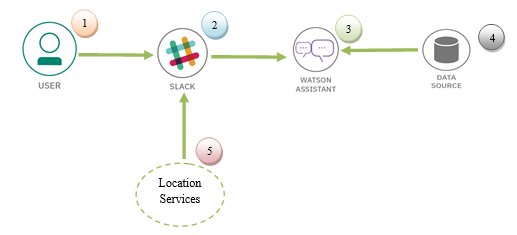 1
2
3
4
USER
SLACK
WATSON
ASSISTANT
DATA
SOURCE
5
Location
Services